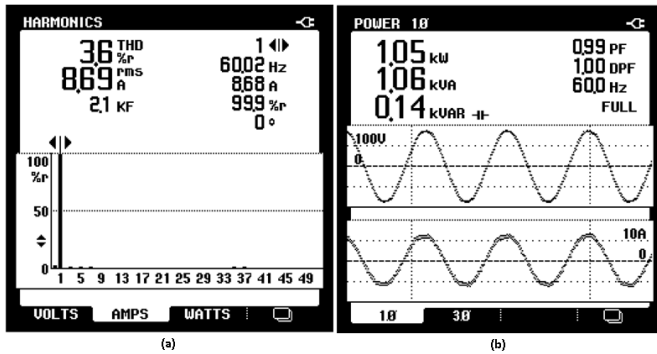 HARMONICS
3.6 THD %r
8.69 rms A
2.1 KF
1
60.02 Hz
8.68 A
99.9 %r
0 °
100
%r
50
0
1 5 9 13 17 21 25 29 33 37 41 45 49
VOLTS AMPS WATTS
(a)
POWER 1Ø
1.05 kW
1.06 kVA
0.14 kVAR
0.99 PF
1.00 DPF
60.0 Hz
FULL
100V
0
10A
0
1Ø 3Ø
(b)